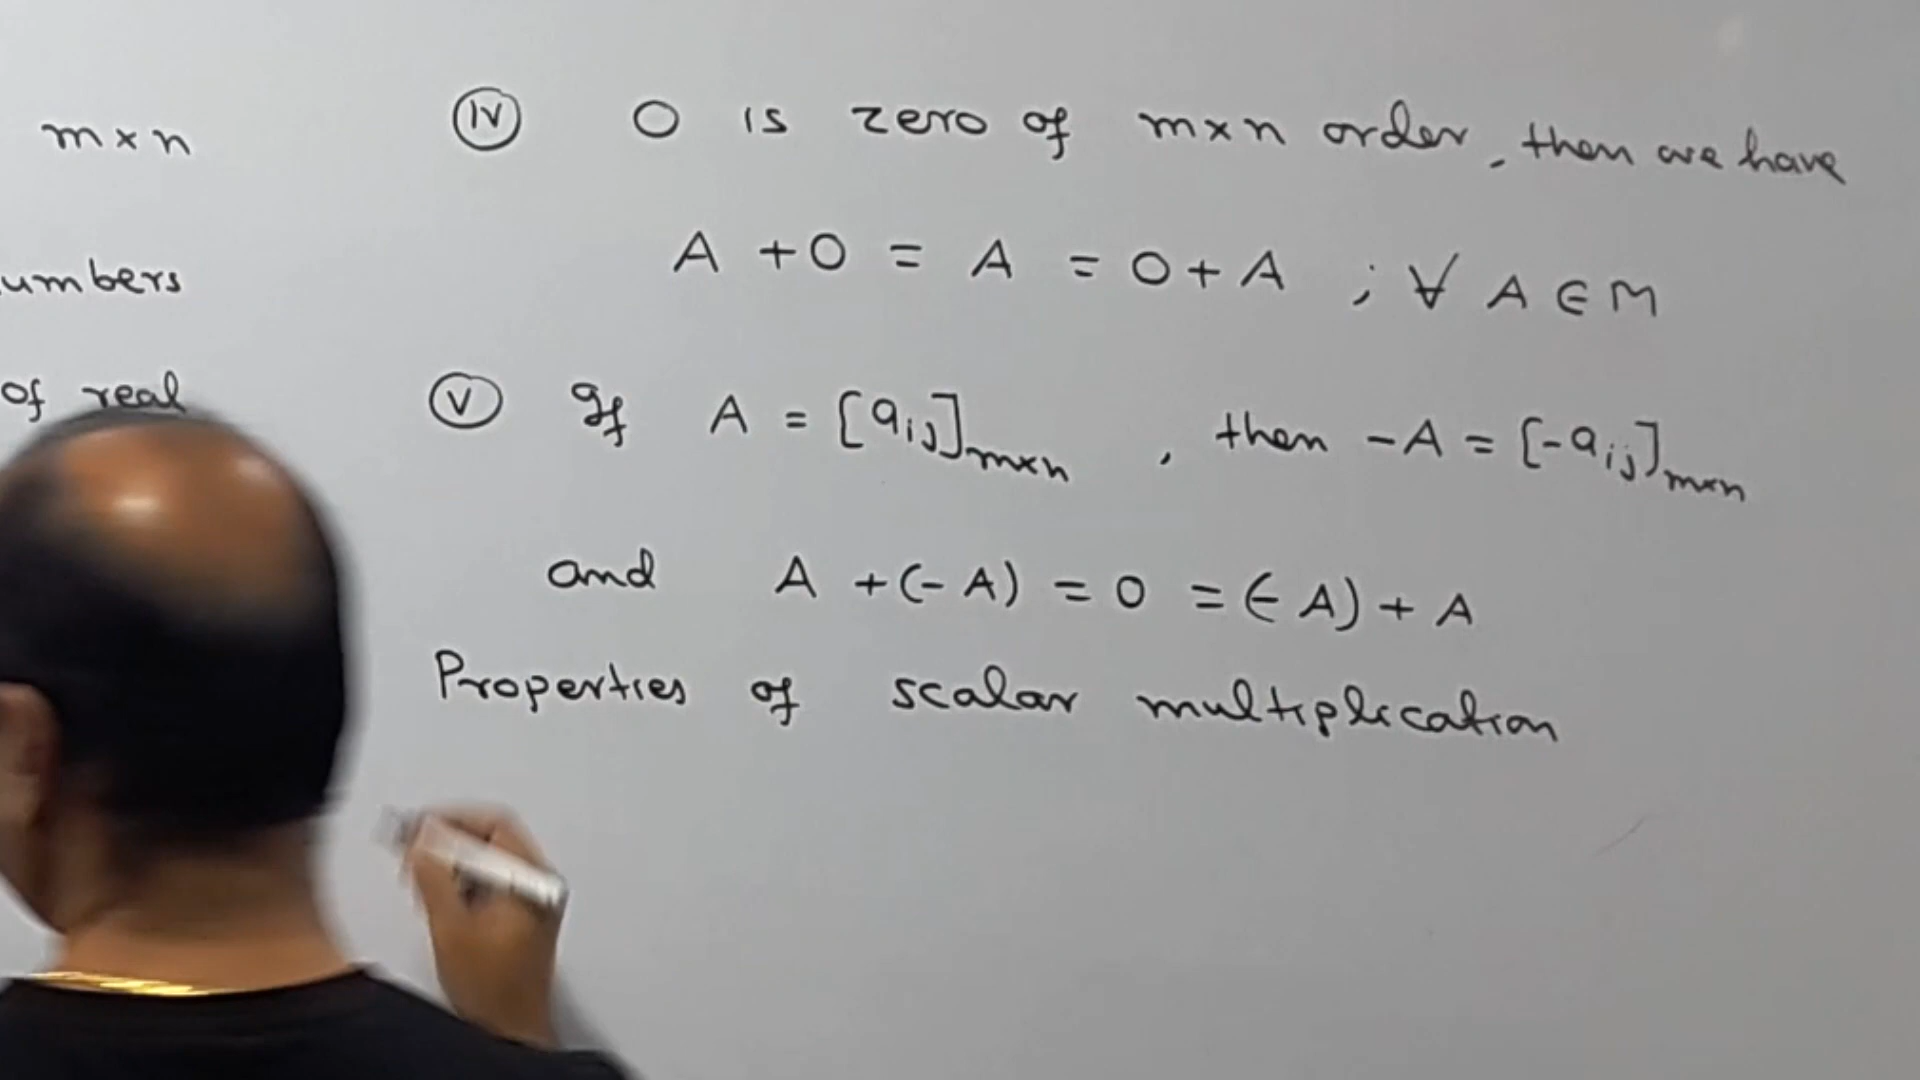 m×n
umbers
of real
(iv) O is zero of m×n order, then we have
A + O = A = O + A ; ∀ A ∈ M
(v) If A = [aij]m×n , then -A = [-aij]m×n
and A + (-A) = O = (-A) + A
Properties of scalar multiplication